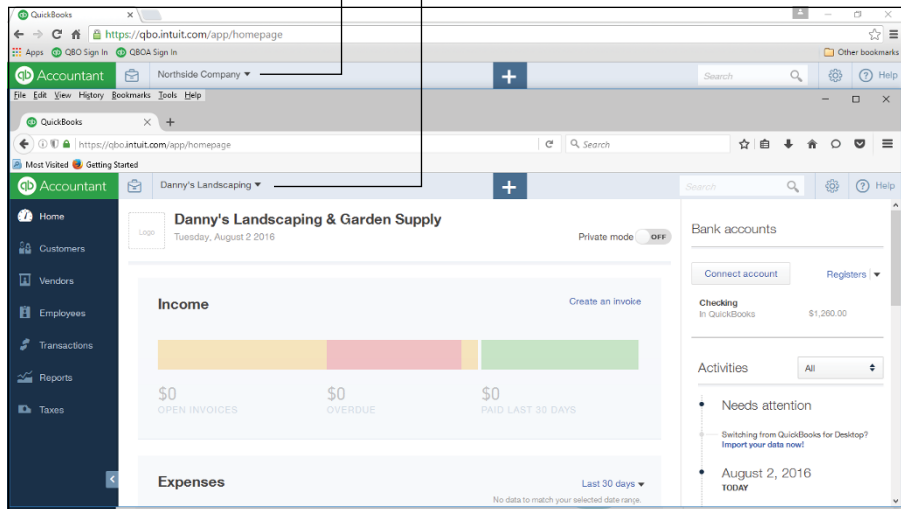 QuickBooks
https://qbo.intuit.com/app/homepage
Apps QBO Sign In QBOA Sign In Other bookmarks
qb Accountant Northside Company Search Help
File Edit View History Bookmarks Tools Help
QuickBooks
https://qbo.intuit.com/app/homepage Search
Most Visited Getting Started
qb Accountant Danny's Landscaping Search Help
Home
Customers
Vendors
Employees
Transactions
Reports
Taxes
Logo
Danny's Landscaping & Garden Supply
Tuesday, August 2 2016
Private mode OFF
Income
Create an invoice
$0 $0 $0
OPEN INVOICES OVERDUE PAID LAST 30 DAYS
Expenses
Last 30 days
No data to match your selected date range.
Bank accounts
Connect account Registers
Checking
In QuickBooks $1,260.00
Activities All
Needs attention
Switching from QuickBooks for Desktop?
Import your data now!
August 2, 2016
TODAY